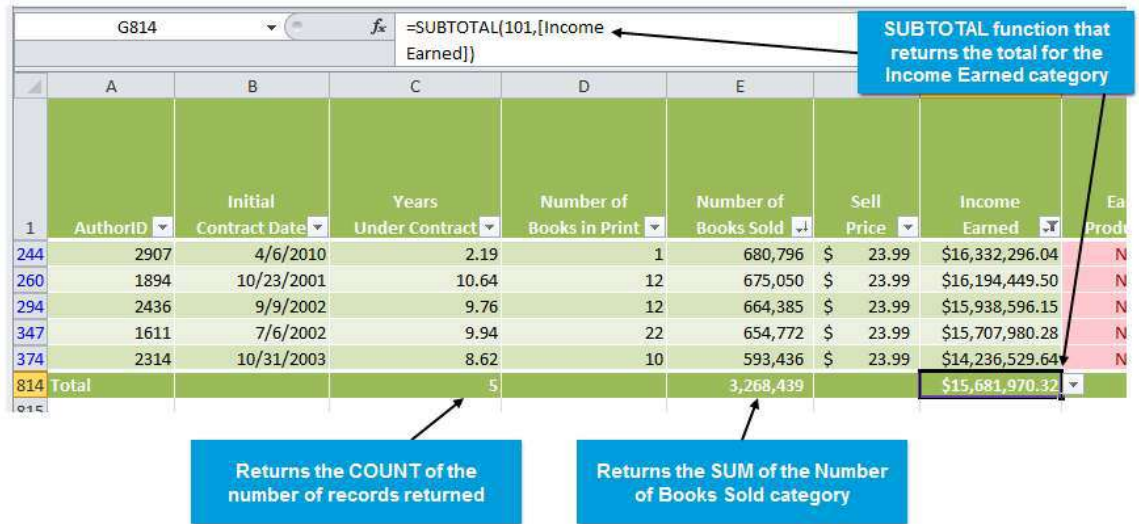 G814 fx =SUBTOTAL(101,[Income
Earned])
SUBTOTAL function that
returns the total for the
Income Earned category
A B C D E
Initial Years Number of Number of Sell Income
1 AuthorID Contract Date Under Contract Books in Print Books Sold Price Earned
244 2907 4/6/2010 2.19 1 680,796 $ 23.99 $16,332,296.04 N
260 1894 10/23/2001 10.64 12 675,050 $ 23.99 $16,194,449.50 N
294 2436 9/9/2002 9.76 12 664,385 $ 23.99 $15,938,596.15 N
347 1611 7/6/2002 9.94 22 654,772 $ 23.99 $15,707,980.28 N
374 2314 10/31/2003 8.62 10 593,436 $ 23.99 $14,236,529.64 N
814 Total 5 3,268,439 $15,681,970.32
Returns the COUNT of the
number of records returned
Returns the SUM of the Number
of Books Sold category